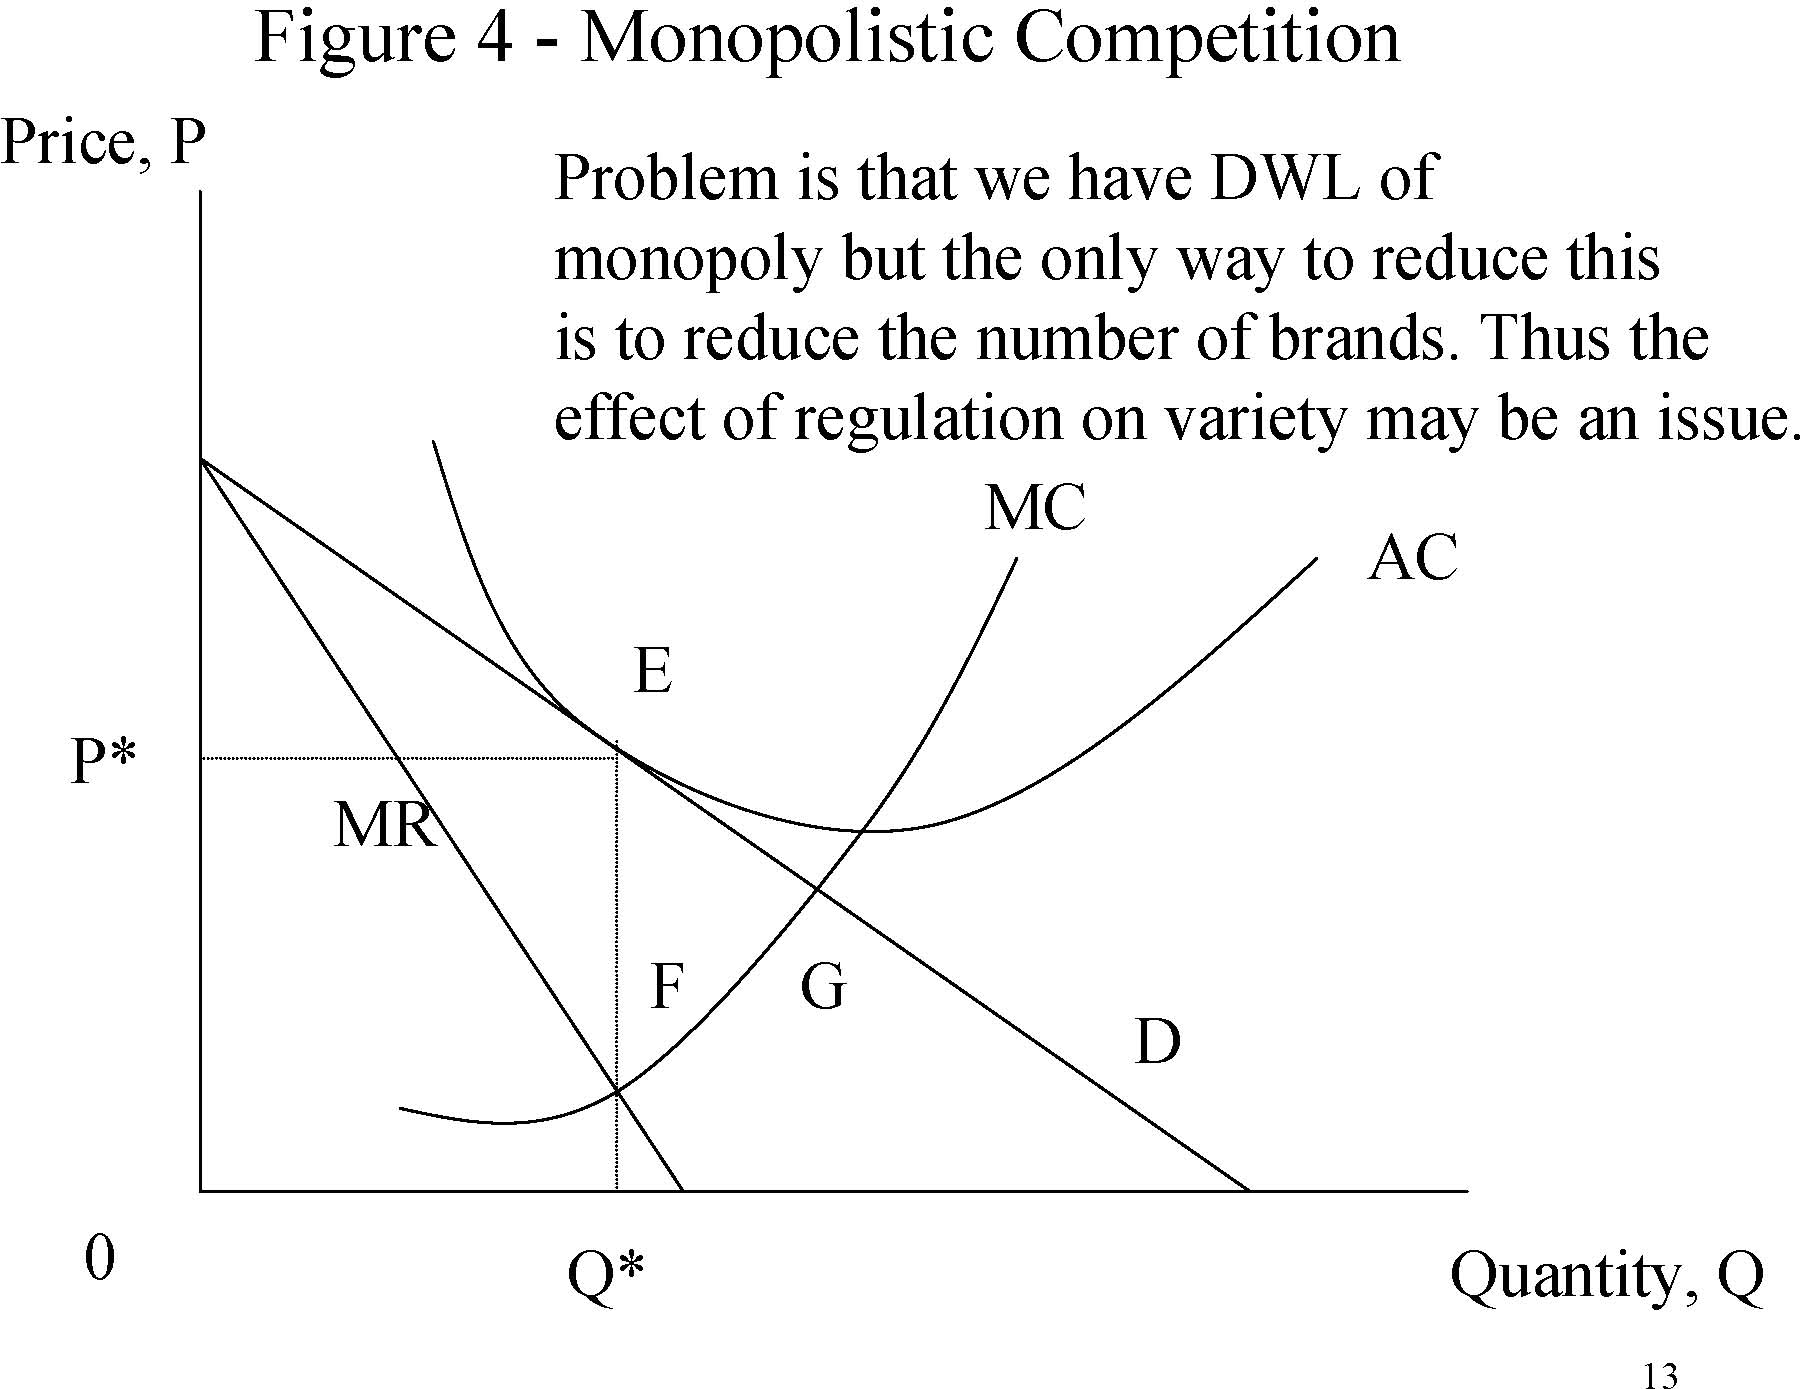 Figure 4 - Monopolistic Competition
Price, P
Problem is that we have DWL of
monopoly but the only way to reduce this
is to reduce the number of brands. Thus the
effect of regulation on variety may be an issue.
MC
AC
E
P*
MR
F
G
D
0
Q*
Quantity, Q
13